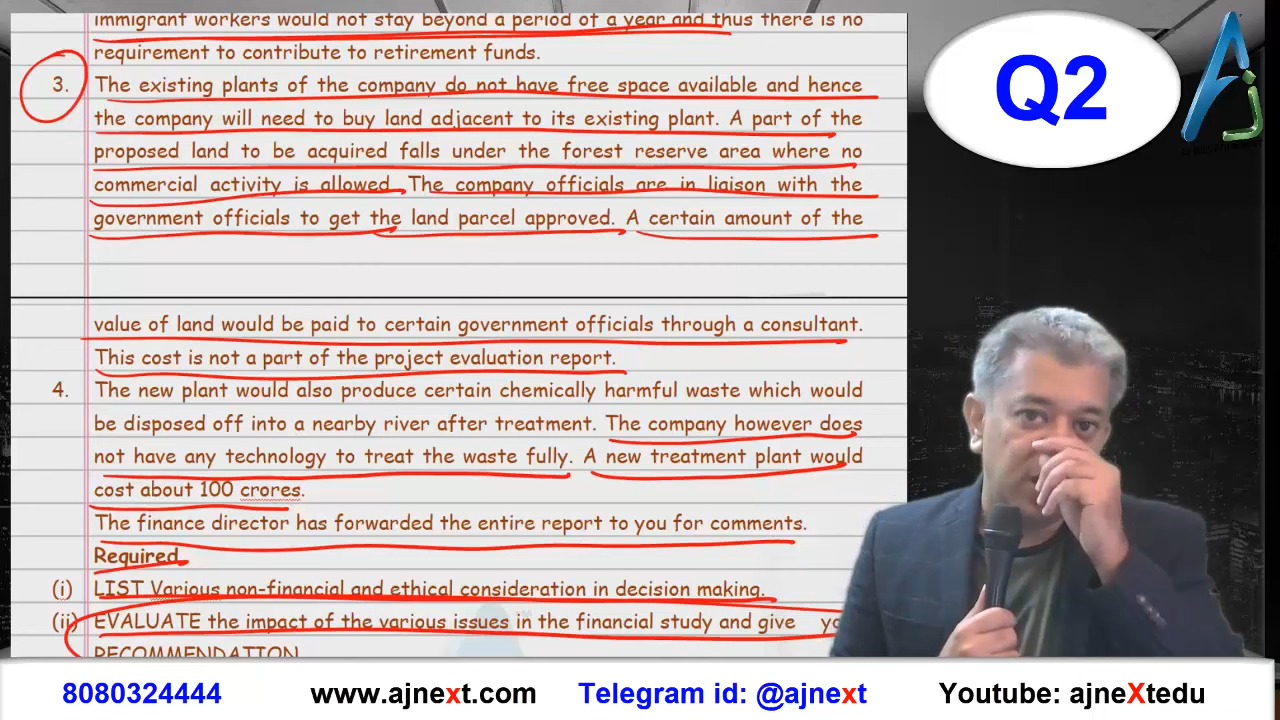 immigrant workers would not stay beyond a period of a year and thus there is no
requirement to contribute to retirement funds.
3. The existing plants of the company do not have free space available and hence
the company will need to buy land adjacent to its existing plant. A part of the
proposed land to be acquired falls under the forest reserve area where no
commercial activity is allowed. The company officials are in liaison with the
government officials to get the land parcel approved. A certain amount of the
value of land would be paid to certain government officials through a consultant.
This cost is not a part of the project evaluation report.
4. The new plant would also produce certain chemically harmful waste which would
be disposed off into a nearby river after treatment. The company however does
not have any technology to treat the waste fully. A new treatment plant would
cost about 100 crores.
The finance director has forwarded the entire report to you for comments.
Required
(i) LIST Various non-financial and ethical consideration in decision making.
(ii) EVALUATE the impact of the various issues in the financial study and give
RECOMMENDATION
Q2
8080324444
www.ajnext.com
Telegram id: @ajnext
Youtube: ajneXtedu